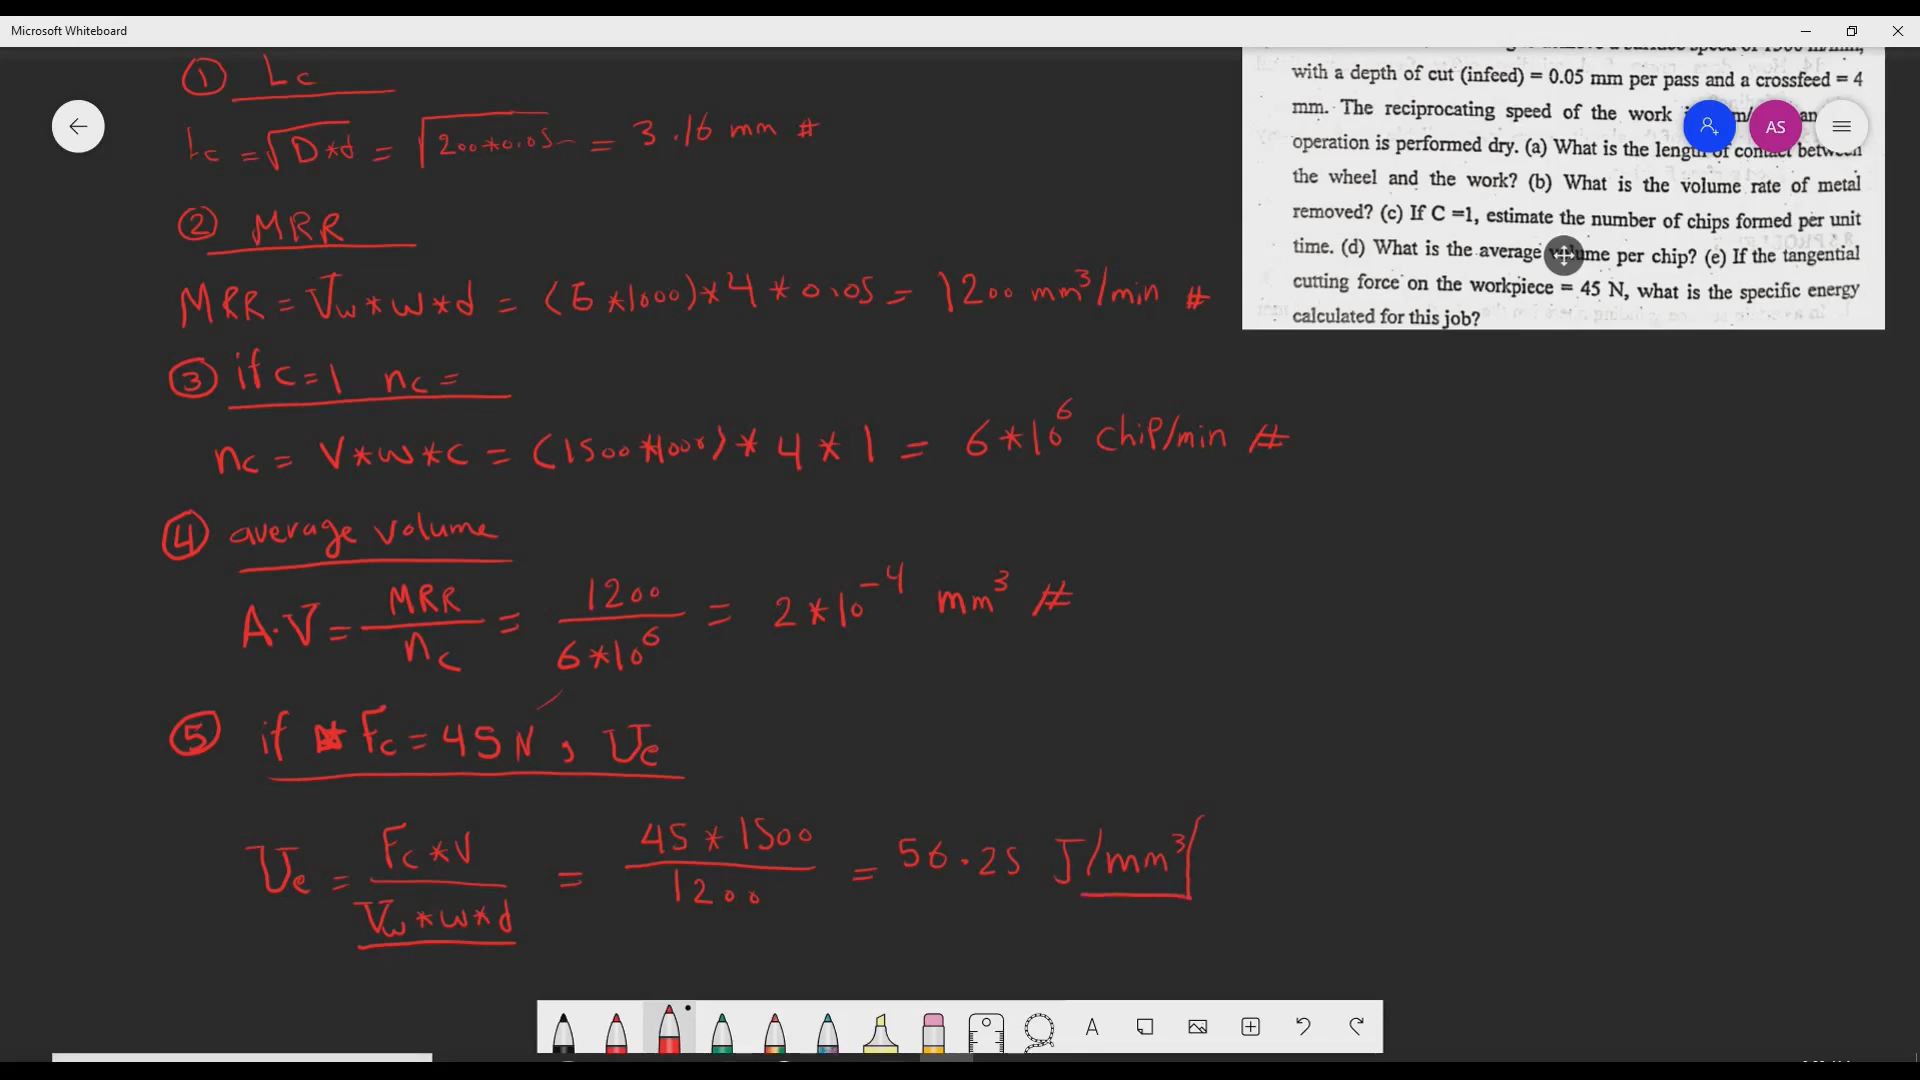 Microsoft Whiteboard
① Lc
Lc = √D*d = √200*0.05 = 3.16 mm #
② MRR
MRR = Vw*w*d = (6*1000)*4*0.05 = 1200 mm³/min #
③ if c=1 nc=
nc = V*w*c = (1500*1000)*4*1 = 6*10⁶ chip/min #
④ average volume
A.V = MRR/nc = 1200/6*10⁶ = 2*10⁻⁴ mm³ #
⑤ if Fc=45N, Ue
Ue = Fc*V/Vw*w*d = 45*1500/1200 = 56.25 J/mm³
with a depth of cut (infeed) = 0.05 mm per pass and a crossfeed = 4
mm. The reciprocating speed of the work
operation is performed dry. (a) What is the length of contact between
the wheel and the work? (b) What is the volume rate of metal
removed? (c) If C =1, estimate the number of chips formed per unit
time. (d) What is the average volume per chip? (e) If the tangential
cutting force on the workpiece = 45 N, what is the specific energy
calculated for this job?
AS
A